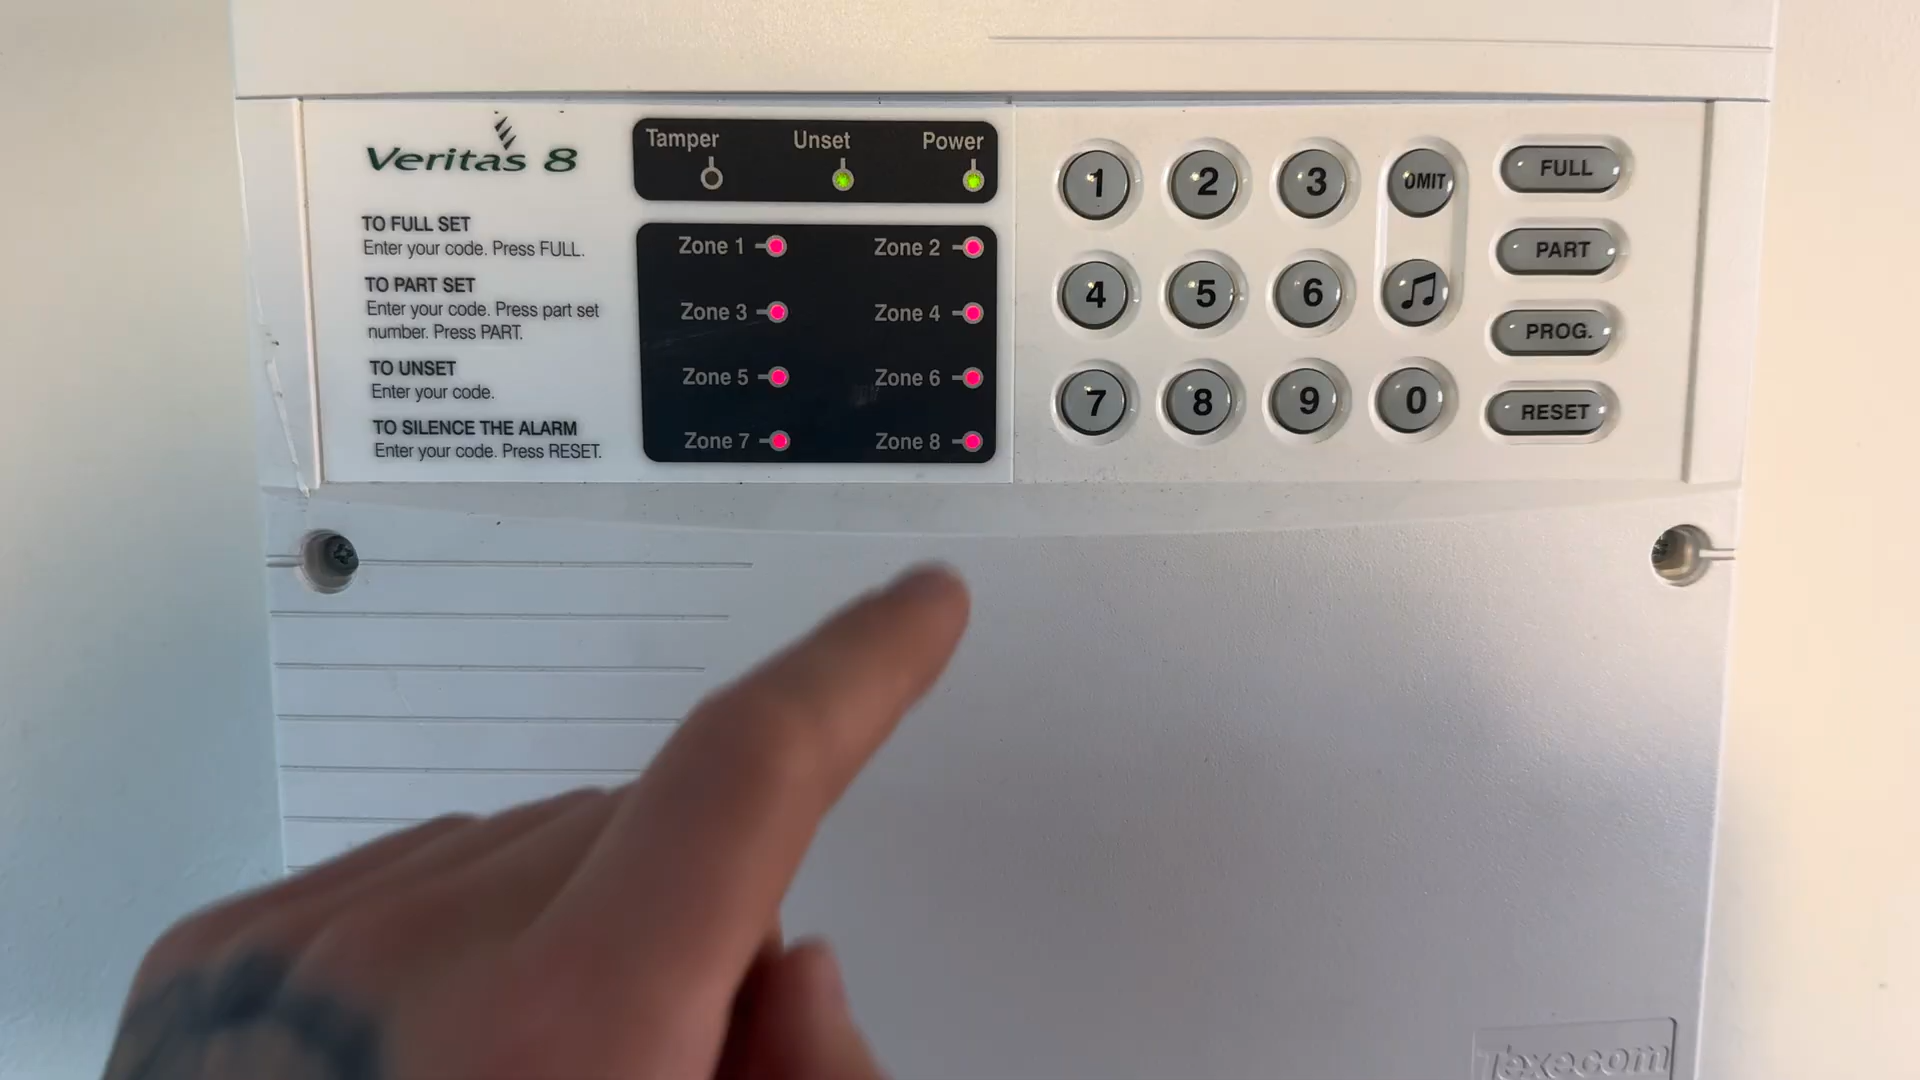 Veritas 8
TO FULL SET
Enter your code. Press FULL.
TO PART SET
Enter your code. Press part set
number. Press PART.
TO UNSET
Enter your code.
TO SILENCE THE ALARM
Enter your code. Press RESET.
Tamper Unset Power
Zone 1 Zone 2
Zone 3 Zone 4
Zone 5 Zone 6
Zone 7 Zone 8
1 2 3 OMIT FULL
PART
4 5 6
PROG.
7 8 9 0 RESET
Texecom